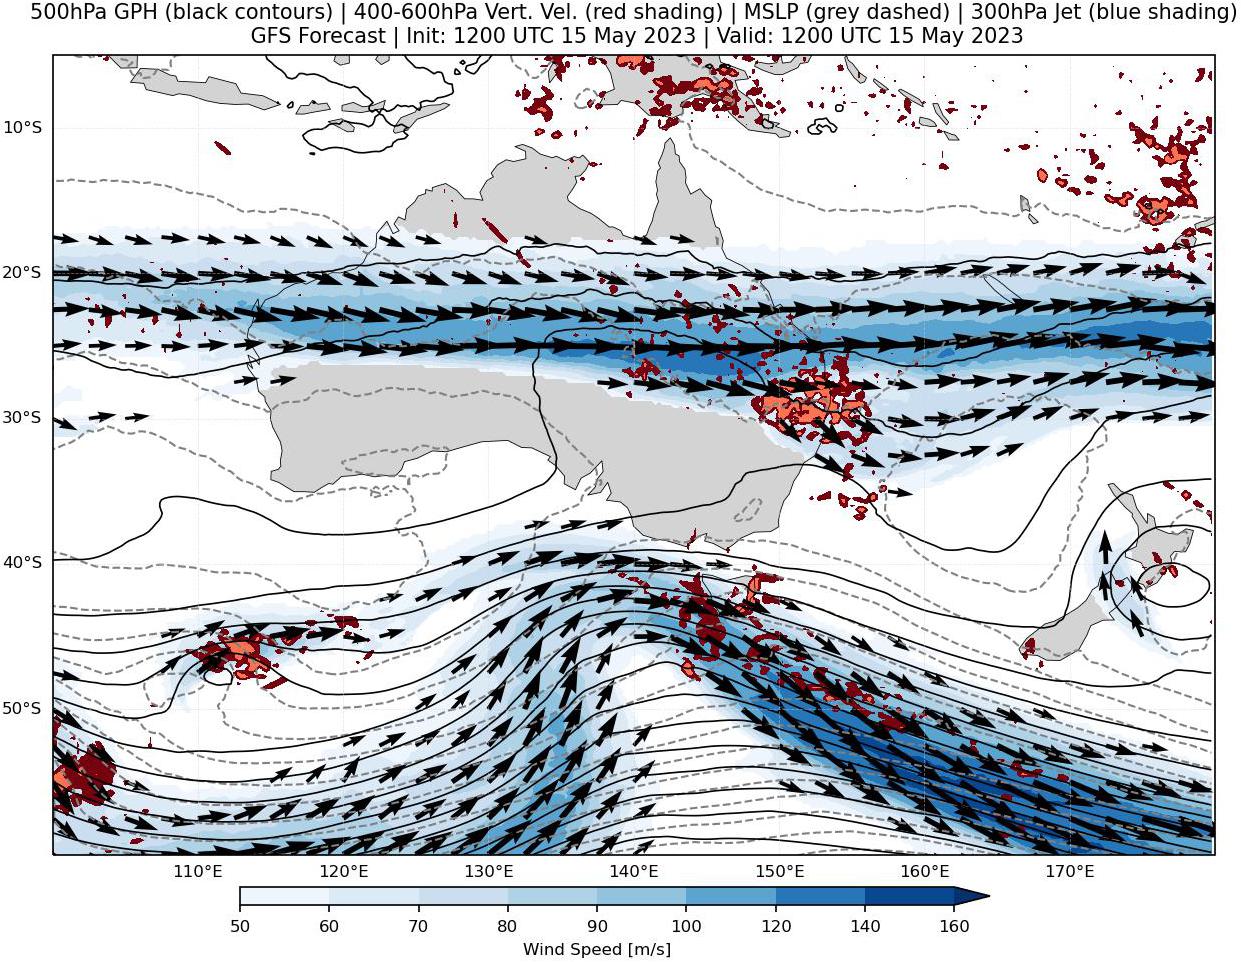 500hPa GPH (black contours) | 400-600hPa Vert. Vel. (red shading) | MSLP (grey dashed) | 300hPa Jet (blue shading)
GFS Forecast | Init: 1200 UTC 15 May 2023 | Valid: 1200 UTC 15 May 2023
10°S
20°S
30°S
40°S
50°S
110°E 120°E 130°E 140°E 150°E 160°E 170°E
50 60 70 80 90 100 120 140 160
Wind Speed [m/s]